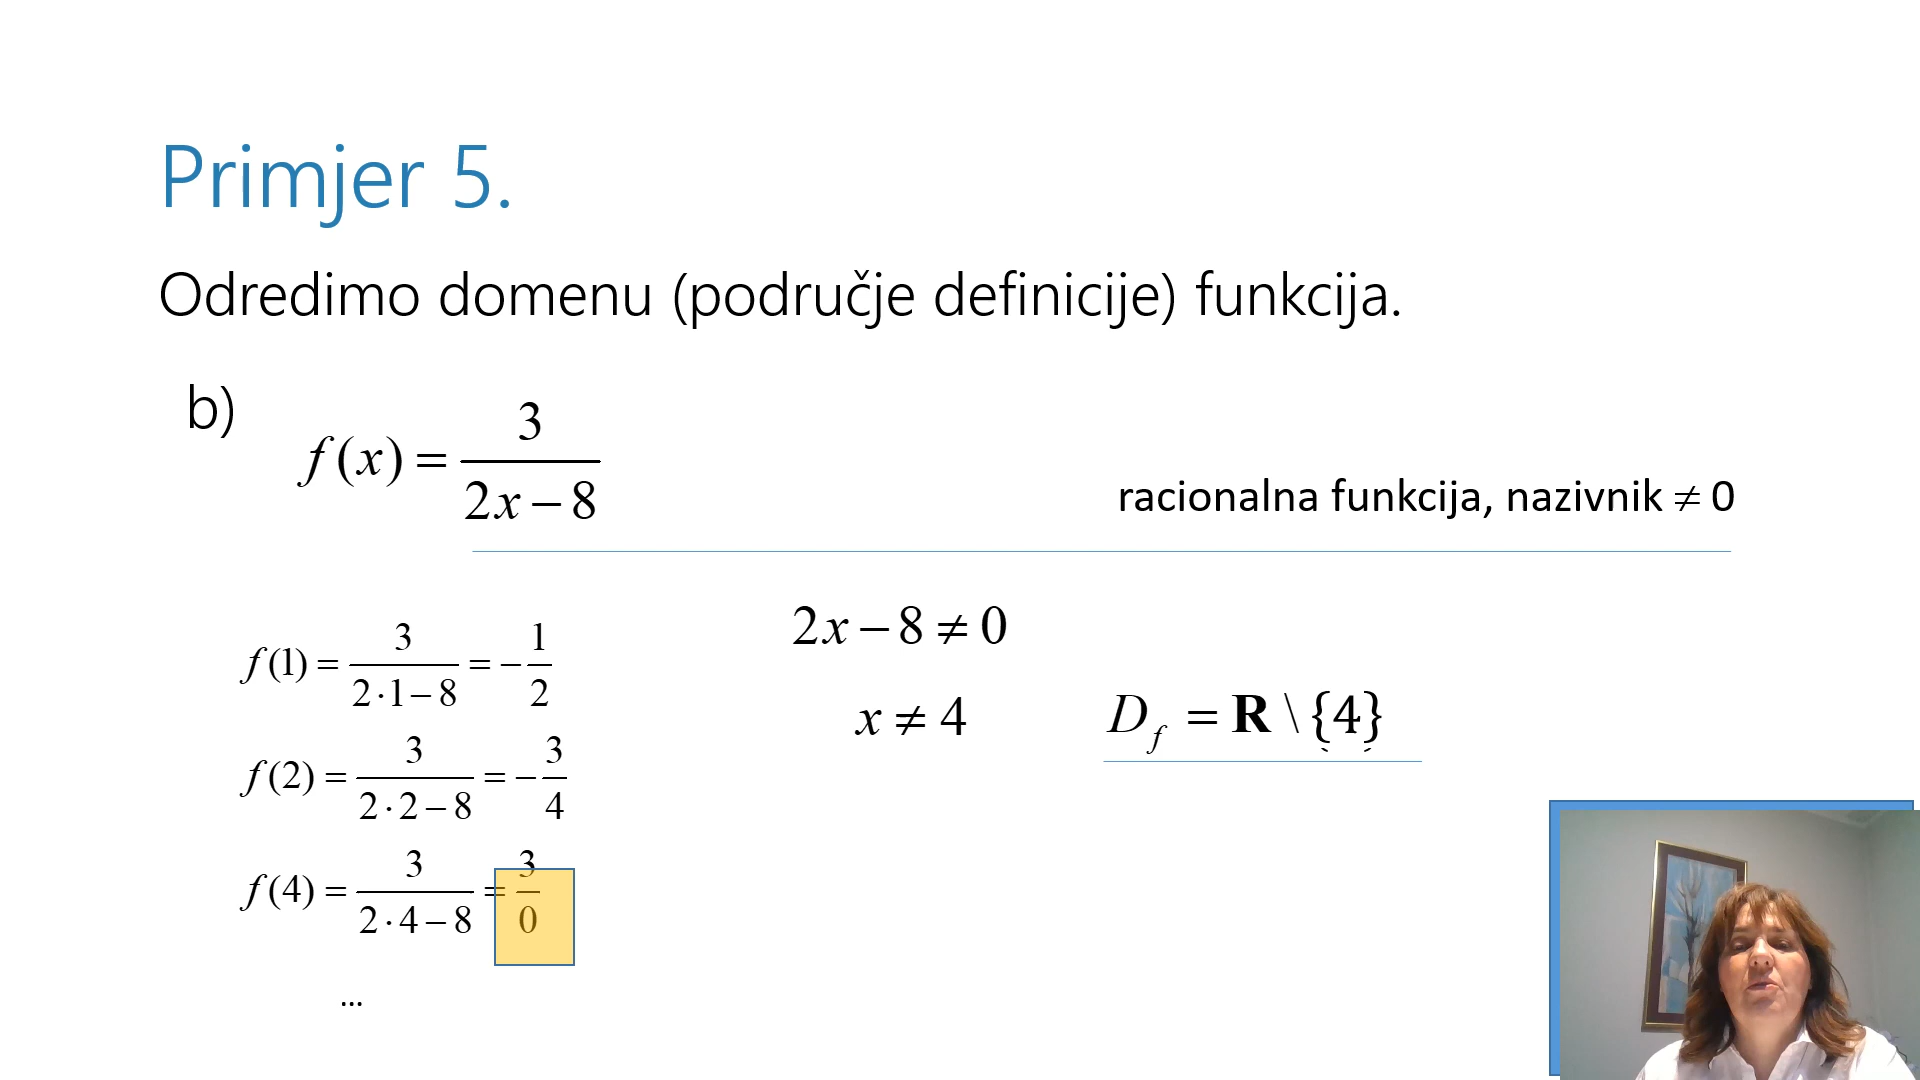 Primjer 5.
Odredimo domenu (područje definicije) funkcija.
b)
f(x) = 3/(2x − 8)
racionalna funkcija, nazivnik ≠ 0
f(1) = 3/(2·1−8) = −1/2
2x − 8 ≠ 0
x ≠ 4
D_f = R \ {4}
f(2) = 3/(2·2−8) = −3/4
f(4) = 3/(2·4−8) = 3/0
...